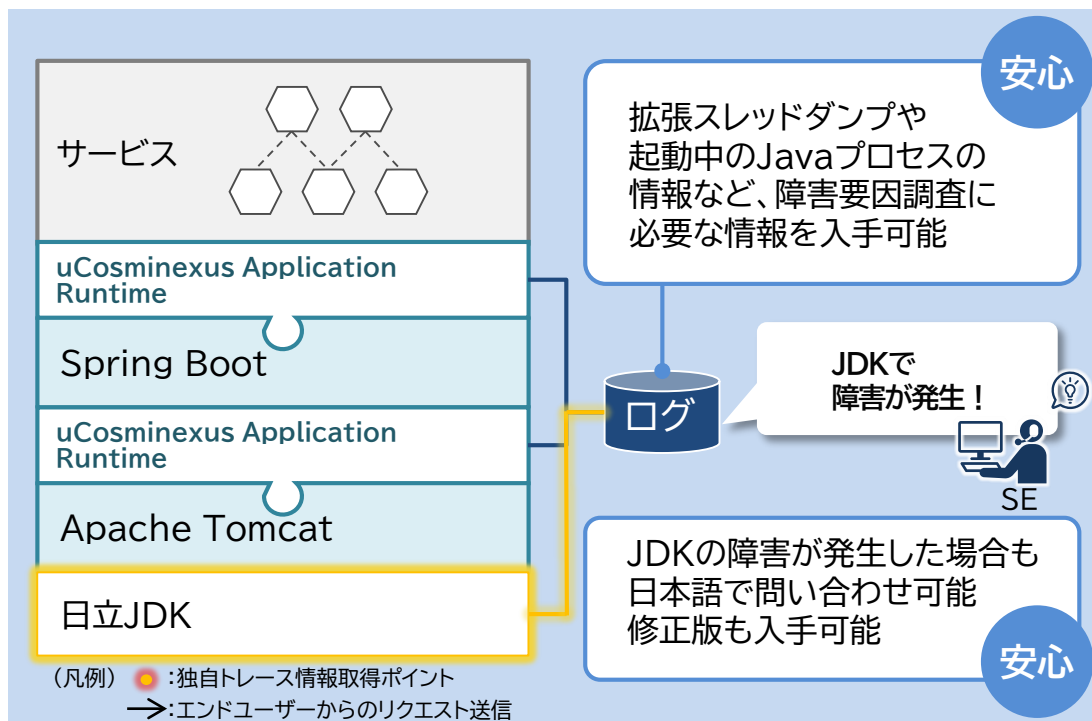 サービス
uCosminexus Application
Runtime
Spring Boot
uCosminexus Application
Runtime
Apache Tomcat
日立JDK
(凡例) :独自トレース情報取得ポイント
:エンドユーザーからのリクエスト送信
安心
拡張スレッドダンプや
起動中のJavaプロセスの
情報など、障害要因調査に
必要な情報を入手可能
ログ
JDKで
障害が発生!
SE
JDKの障害が発生した場合も
日本語で問い合わせ可能
修正版も入手可能
安心